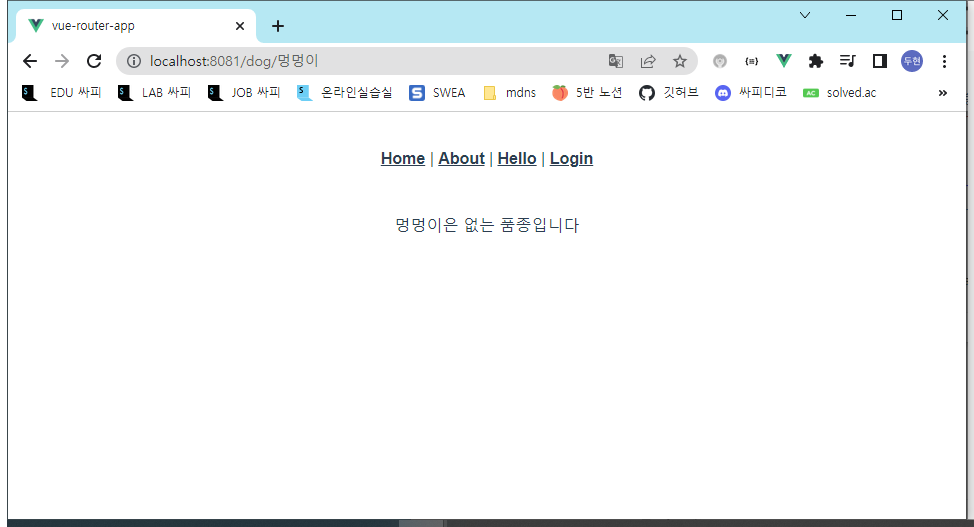 vue-router-app
localhost:8081/dog/멍멍이
두현
EDU 싸피 LAB 싸피 JOB 싸피 온라인실습실 SWEA mdns 5반 노션 깃허브 싸피디코 AC solved.ac »
Home | About | Hello | Login
멍멍이은 없는 품종입니다